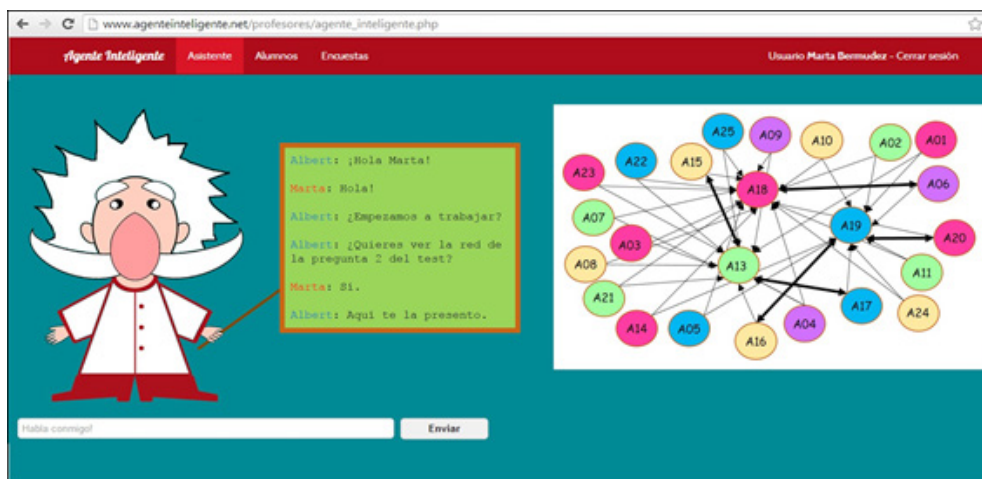 www.agenteinteligente.net/profesores/agente_inteligente.php
Agente Inteligente Asistente Alumnos Encuestas Usuario Marta Bermudez - Cerrar sesión
Albert: ¡Hola Marta!
Marta: Hola!
Albert: ¿Empezamos a trabajar?
Albert: ¿Quieres ver la red de
la pregunta 2 del test?
Marta: Si.
Albert: Aqui te la presento.
Habla conmigo!
Enviar
A25 A09 A10 A02 A01
A22 A15
A23 A18 A06
A07
A03 A19 A20
A08 A13 A11
A21
A14 A05 A16 A04 A17 A24